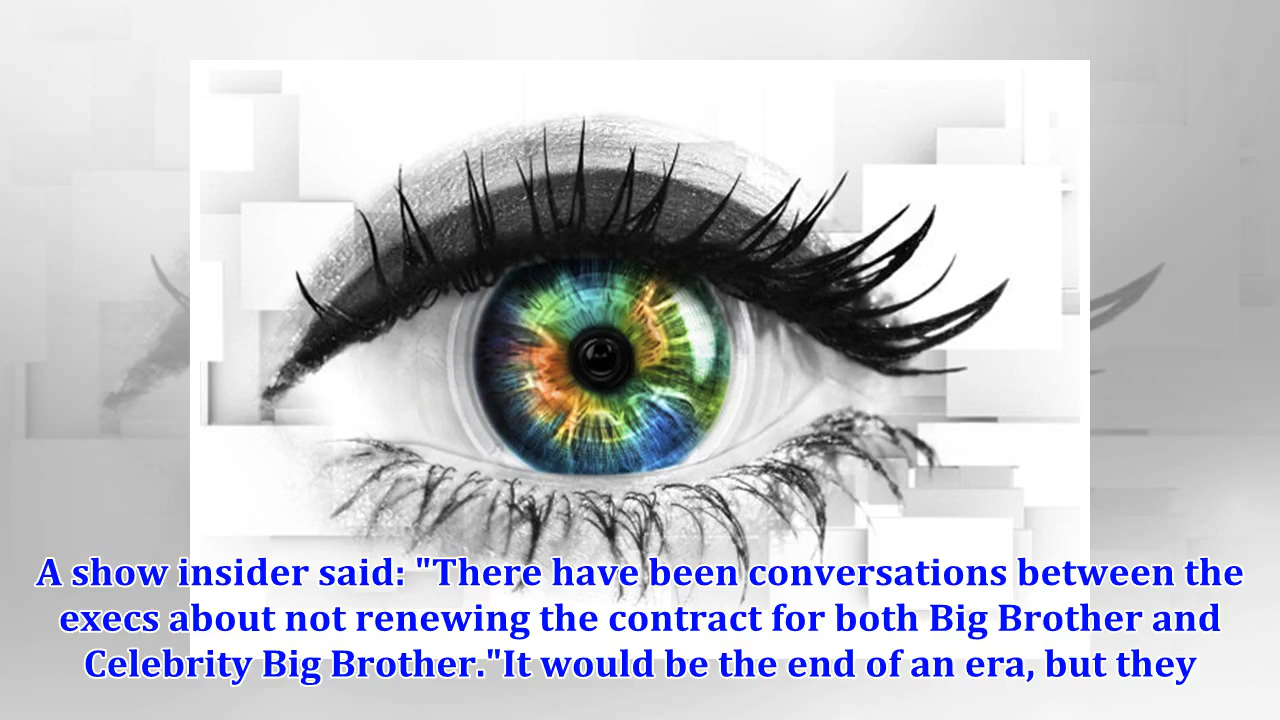 A show insider said: "There have been conversations between the
execs about not renewing the contract for both Big Brother and
Celebrity Big Brother."It would be the end of an era, but they